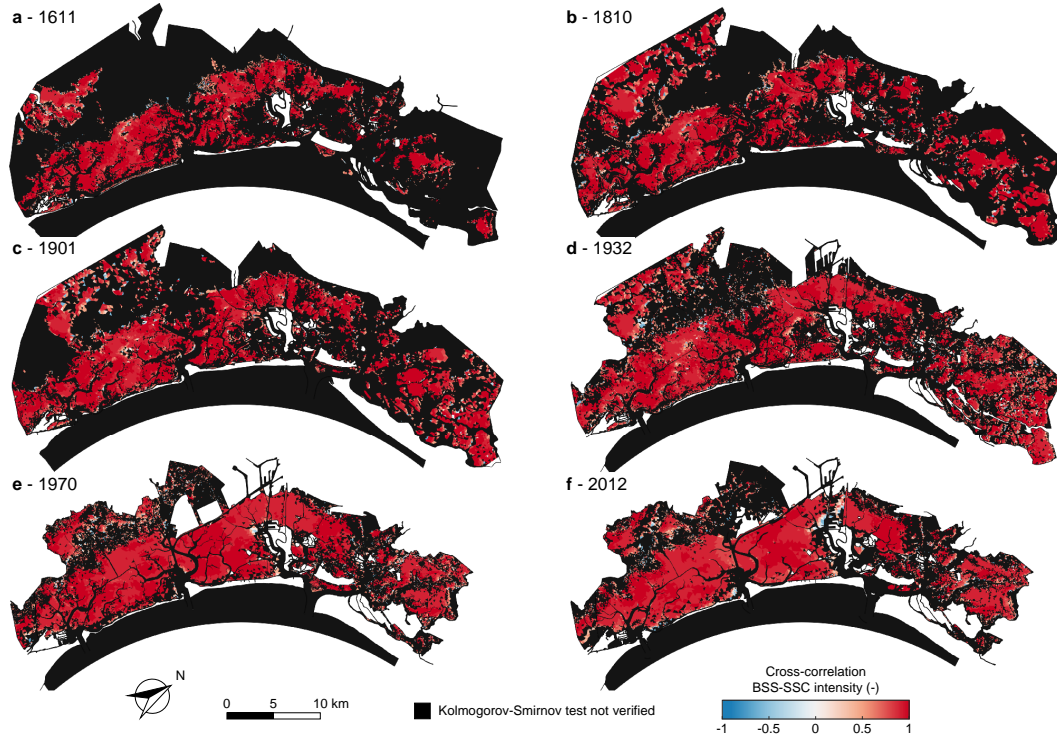 a - 1611
b - 1810
c - 1901
d - 1932
e - 1970
f - 2012
N
0 5 10 km
Kolmogorov-Smirnov test not verified
Cross-correlation
BSS-SSC intensity (-)
-1 -0.5 0 0.5 1